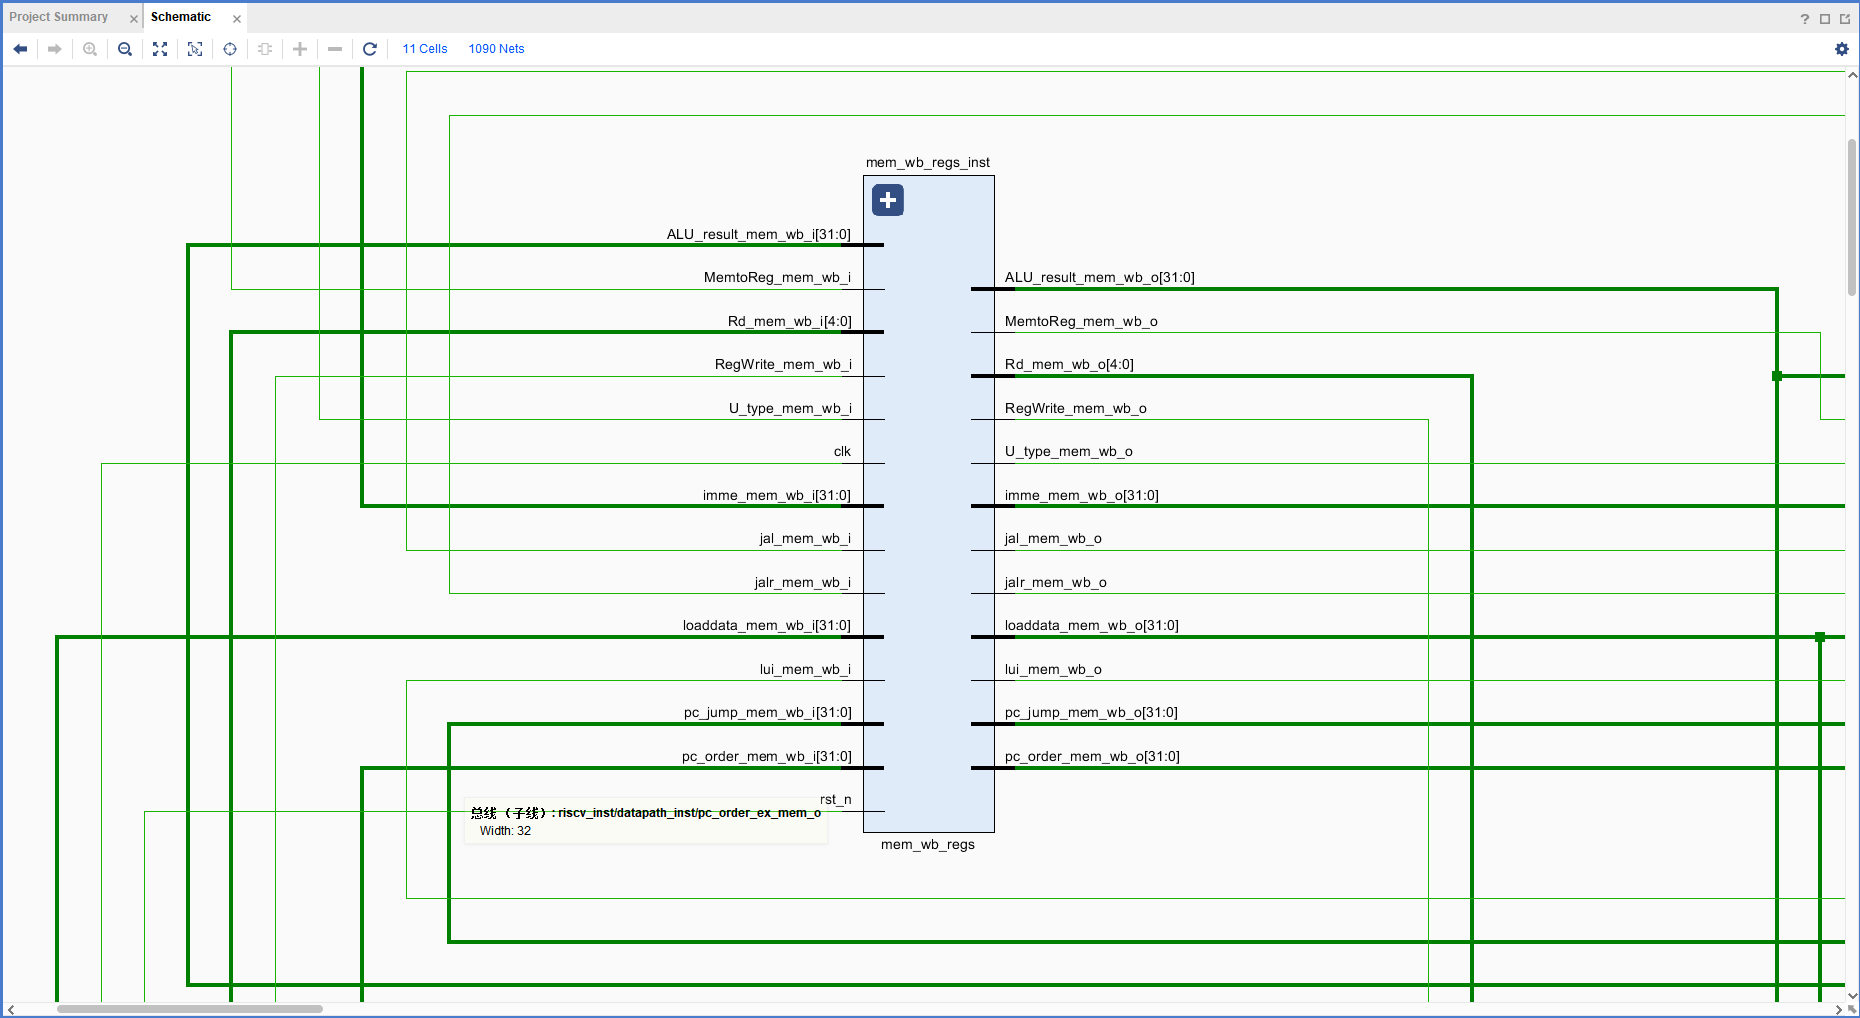 Project Summary
Schematic
11 Cells
1090 Nets
mem_wb_regs_inst
ALU_result_mem_wb_i[31:0]
MemtoReg_mem_wb_i
Rd_mem_wb_i[4:0]
RegWrite_mem_wb_i
U_type_mem_wb_i
clk
imme_mem_wb_i[31:0]
jal_mem_wb_i
jalr_mem_wb_i
loaddata_mem_wb_i[31:0]
lui_mem_wb_i
pc_jump_mem_wb_i[31:0]
pc_order_mem_wb_i[31:0]
rst_n
ALU_result_mem_wb_o[31:0]
MemtoReg_mem_wb_o
Rd_mem_wb_o[4:0]
RegWrite_mem_wb_o
U_type_mem_wb_o
imme_mem_wb_o[31:0]
jal_mem_wb_o
jalr_mem_wb_o
loaddata_mem_wb_o[31:0]
lui_mem_wb_o
pc_jump_mem_wb_o[31:0]
pc_order_mem_wb_o[31:0]
总线（子线）: riscv_inst/datapath_inst/pc_order_ex_mem_o
Width: 32
mem_wb_regs